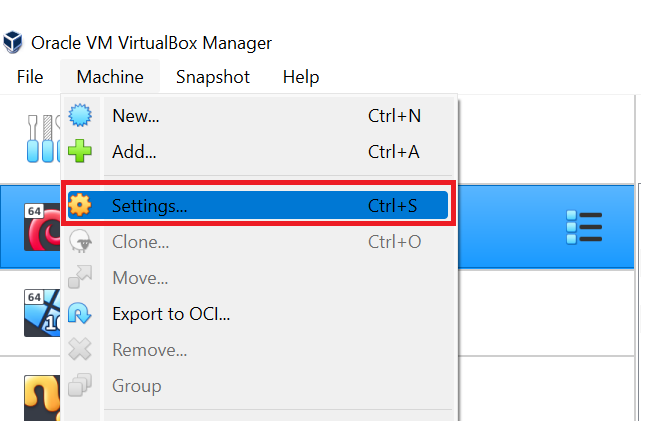 Oracle VM VirtualBox Manager
File Machine Snapshot Help
New... Ctrl+N
Add... Ctrl+A
64
Settings... Ctrl+S
Clone... Ctrl+O
Move...
64
10
Export to OCI...
Remove...
Group